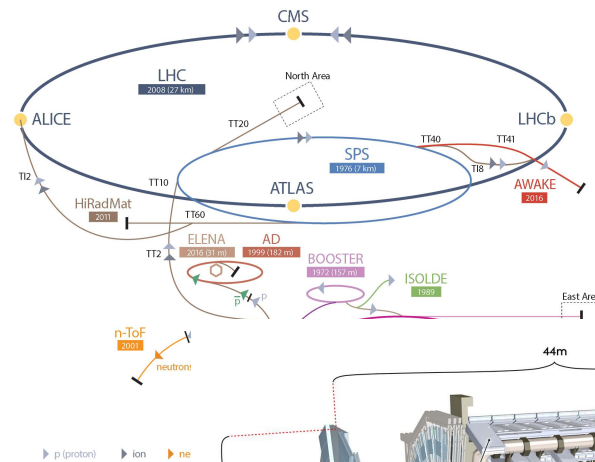 CMS
LHC
2008 (27 km)
North Area
TT20
ALICE
LHCb
TT40
TT41
SPS
1976 (7 km)
TI2
TT10
TI8
AWAKE
2016
ATLAS
HiRadMat
2011
TT60
TT2
ELENA
2016 (31 m)
AD
1999 (182 m)
BOOSTER
1972 (157 m)
ISOLDE
1989
p̅
p
East Are
n-ToF
2001
neutrons
44m
p (proton)
ion
ne